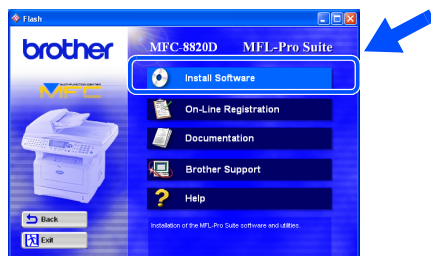 Flash
brother
MFC-8820D MFL-Pro Suite
MFC
Install Software
On-Line Registration
Documentation
Brother Support
Help
Back
Exit
Installation of the MFL-Pro Suite software and utilities.